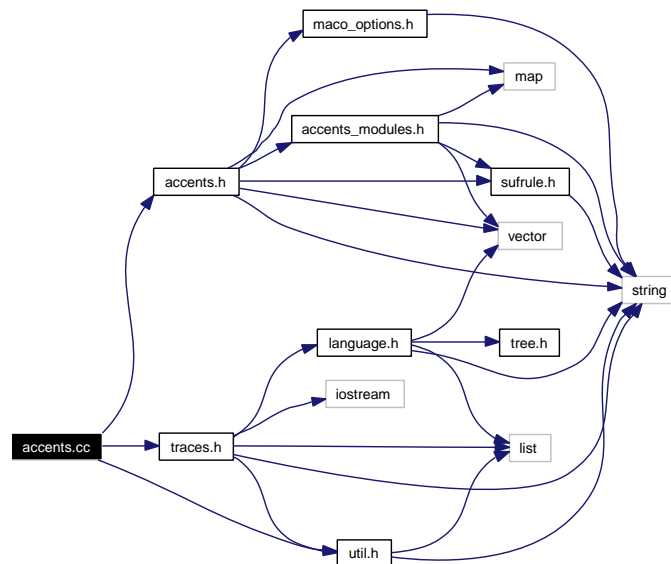 maco_options.h
map
accents_modules.h
accents.h
sufrule.h
vector
string
language.h
tree.h
iostream
accents.cc
traces.h
list
util.h